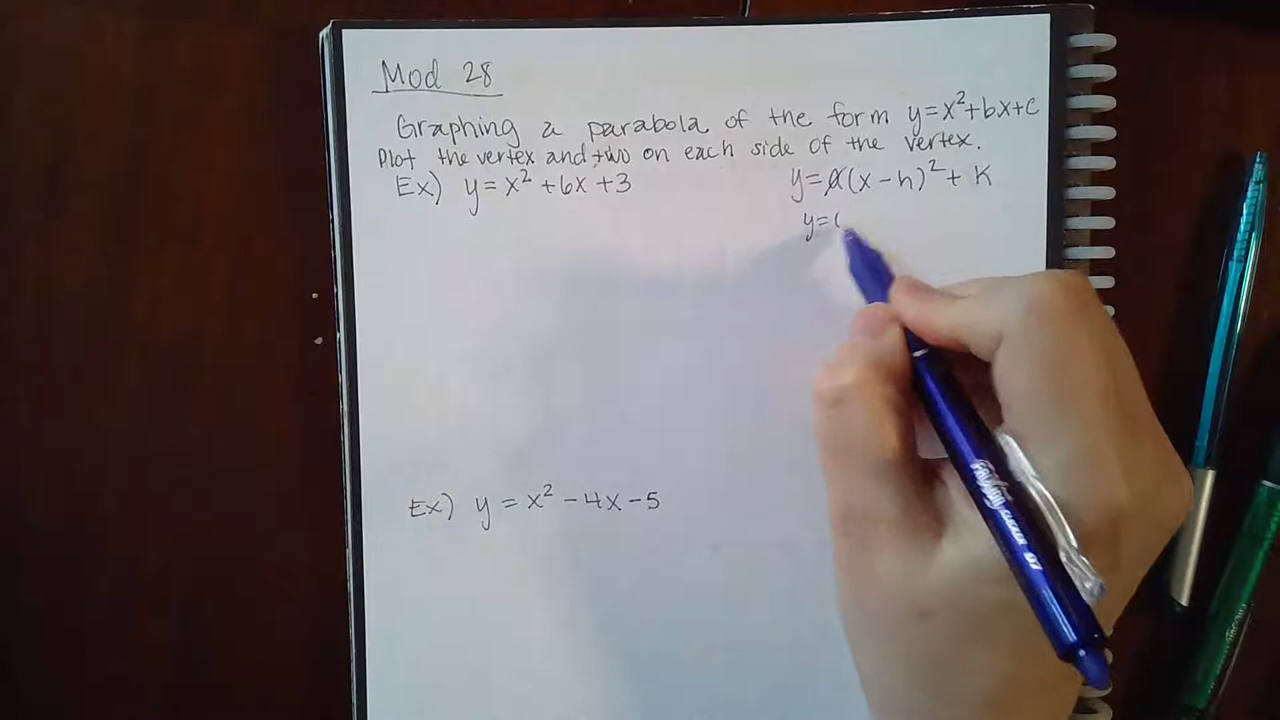 Mod 28
Graphing a parabola of the form y=x²+bx+c
Plot the vertex and two on each side of the vertex.
Ex) y=x²+6x+3
y=a(x-h)²+k
y=(
Ex) y=x²-4x-5